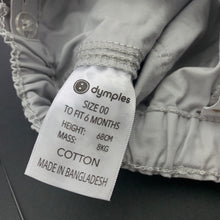 dymples
SIZE 00
TO FIT 6 MONTHS
HEIGHT: 68CM
MASS: 8KG
COTTON
MADE IN BANGLADESH